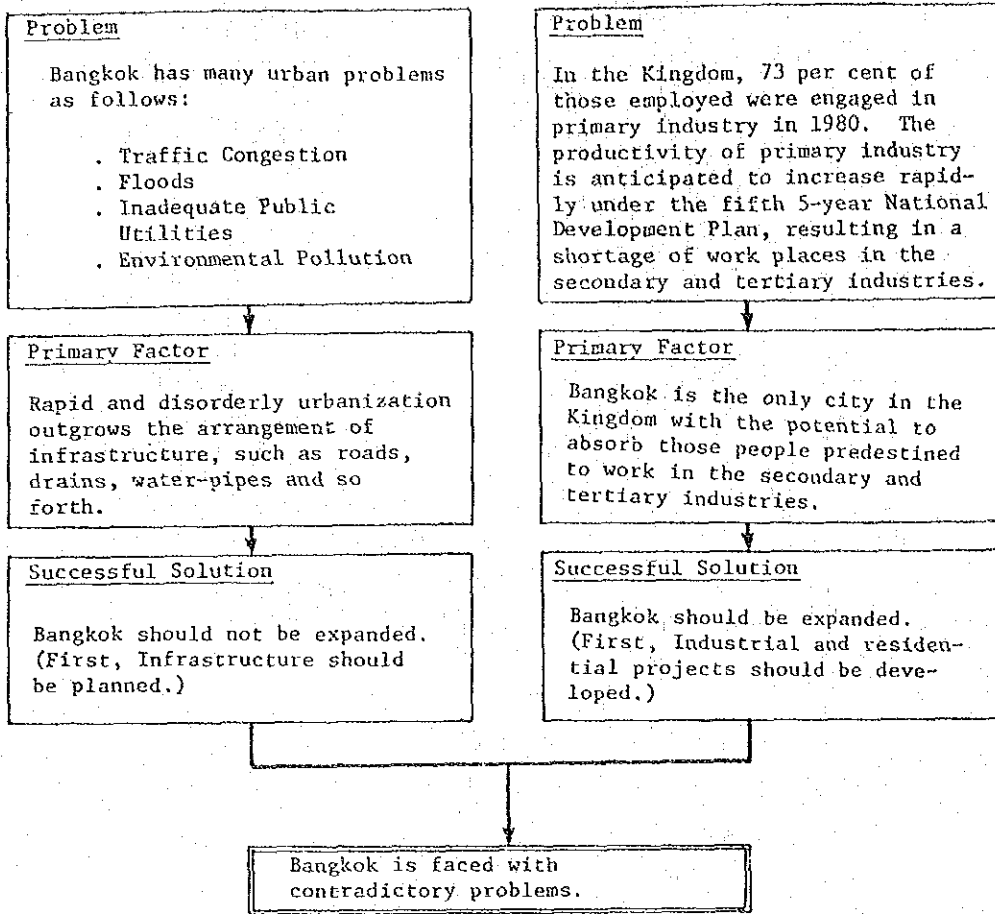 Problem
Bangkok has many urban problems
as follows:
. Traffic Congestion
. Floods
. Inadequate Public
Utilities
. Environmental Pollution
Primary Factor
Rapid and disorderly urbanization
outgrows the arrangement of
infrastructure, such as roads,
drains, water-pipes and so
forth.
Successful Solution
Bangkok should not be expanded.
(First, Infrastructure should
be planned.)
Problem
In the Kingdom, 73 per cent of
those employed were engaged in
primary industry in 1980. The
productivity of primary industry
is anticipated to increase rapid-
ly under the fifth 5-year National
Development Plan, resulting in a
shortage of work places in the
secondary and tertiary industries.
Primary Factor
Bangkok is the only city in the
Kingdom with the potential to
absorb those people predestined
to work in the secondary and
tertiary industries.
Successful Solution
Bangkok should be expanded.
(First, Industrial and residen-
tial projects should be deve-
loped.)
Bangkok is faced with
contradictory problems.